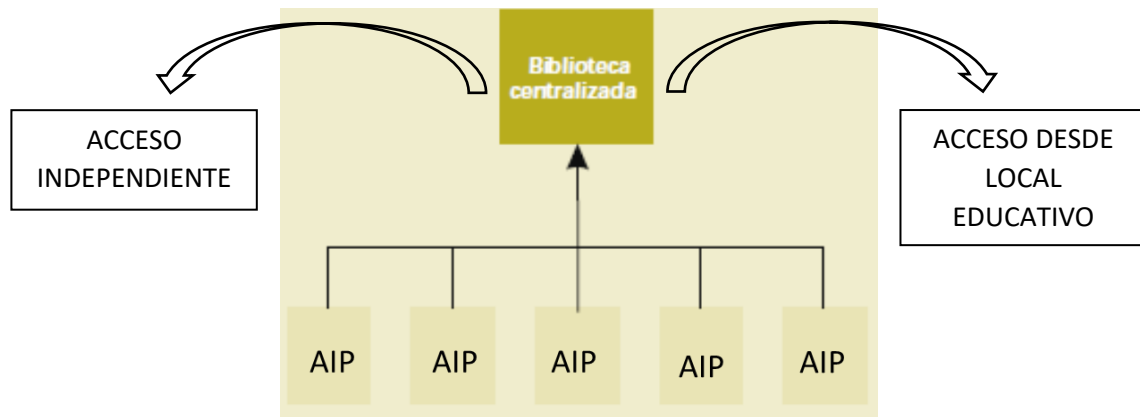 Biblioteca
centralizada
ACCESO
INDEPENDIENTE
ACCESO DESDE
LOCAL
EDUCATIVO
AIP
AIP
AIP
AIP
AIP